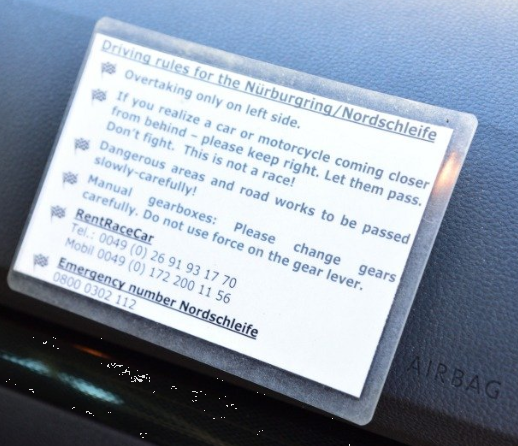 Driving rules for the Nürburgring/Nordschleife
Overtaking only on left side.
If you realize a car or motorcycle coming closer
from behind – please keep right. Let them pass.
Don't fight. This is not a race!
Dangerous areas and road works to be passed
slowly-carefully!
Manual gearboxes: Please change gears
carefully. Do not use force on the gear lever.
RentRaceCar
Tel.: 0049 (0) 26 91 93 17 70
Mobil 0049 (0) 172 200 11 56
Emergency number Nordschleife
0800 0302 112
AIRBAG